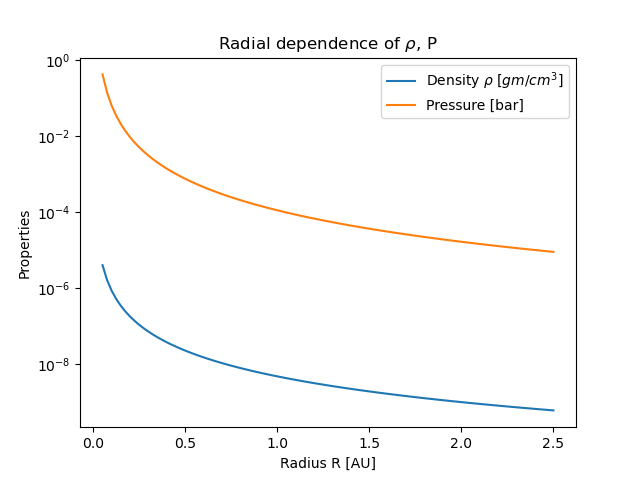 Radial dependence of ρ, P
Density ρ [gm/cm³]
Pressure [bar]
10⁰
10⁻²
10⁻⁴
10⁻⁶
10⁻⁸
Properties
0.0 0.5 1.0 1.5 2.0 2.5
Radius R [AU]